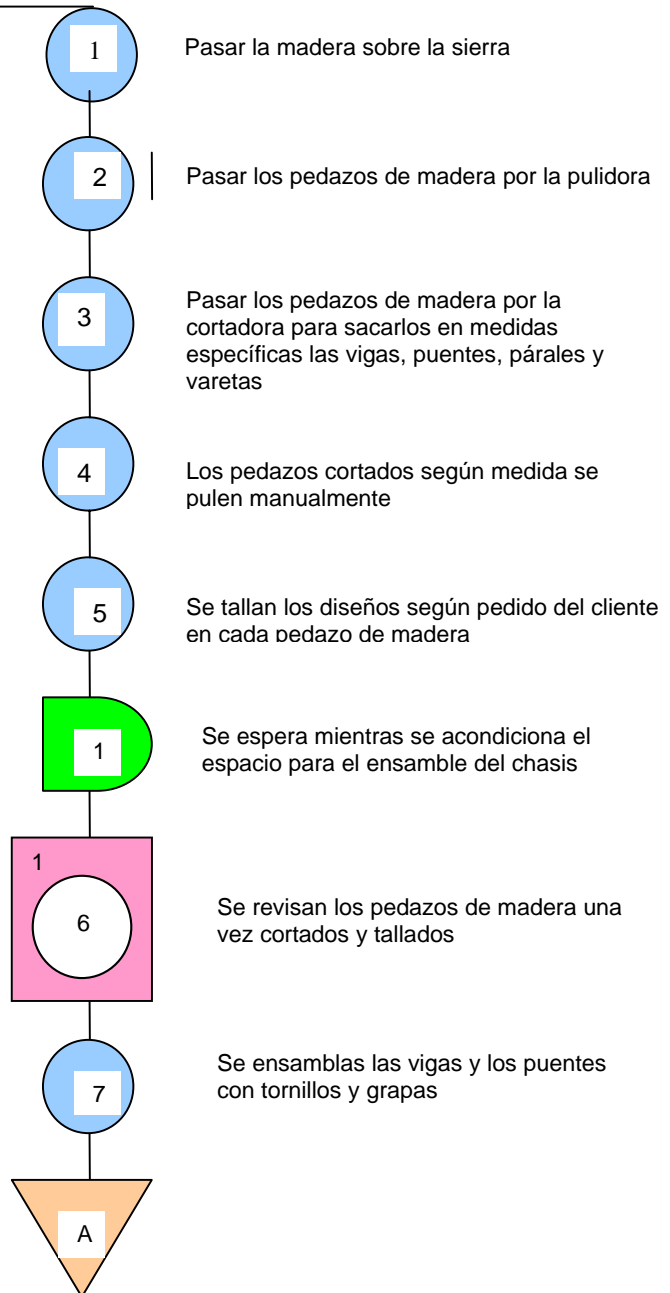 1
Pasar la madera sobre la sierra
2
Pasar los pedazos de madera por la pulidora
3
Pasar los pedazos de madera por la
cortadora para sacarlos en medidas
específicas las vigas, puentes, párales y
varetas
4
Los pedazos cortados según medida se
pulen manualmente
5
Se tallan los diseños según pedido del cliente
en cada pedazo de madera
1
Se espera mientras se acondiciona el
espacio para el ensamble del chasis
1
6
Se revisan los pedazos de madera una
vez cortados y tallados
7
Se ensamblas las vigas y los puentes
con tornillos y grapas
A